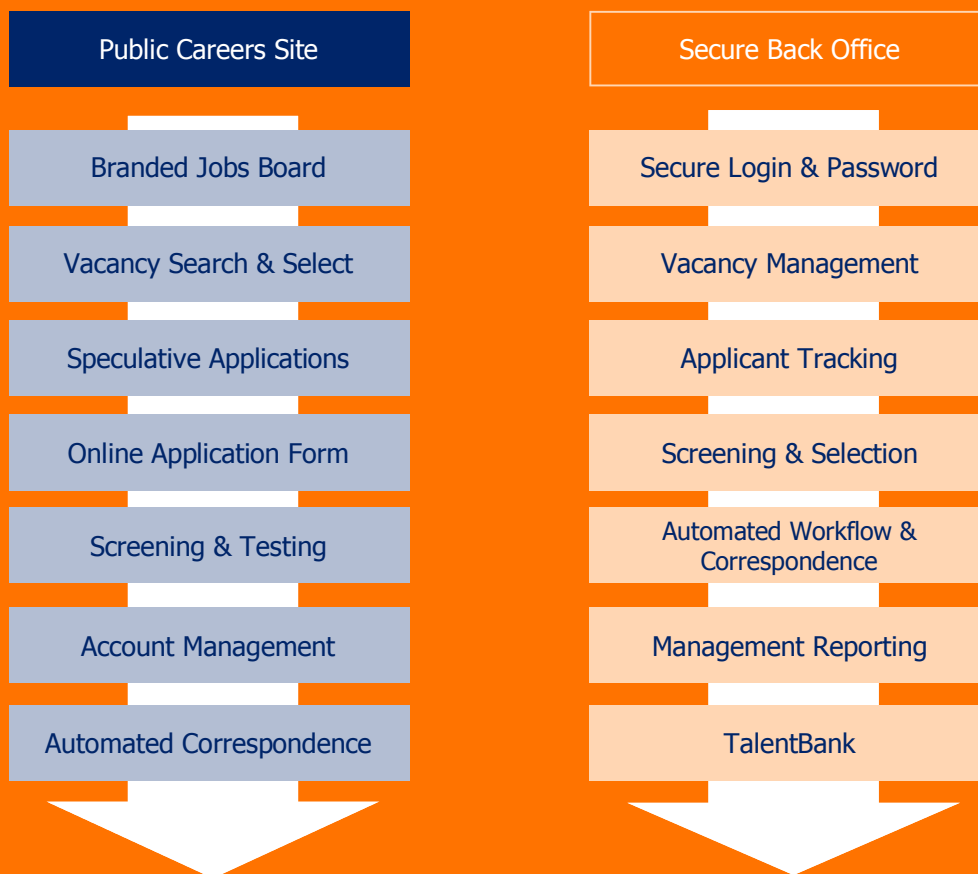 Public Careers Site
Branded Jobs Board
Vacancy Search & Select
Speculative Applications
Online Application Form
Screening & Testing
Account Management
Automated Correspondence
Secure Back Office
Secure Login & Password
Vacancy Management
Applicant Tracking
Screening & Selection
Automated Workflow &
Correspondence
Management Reporting
TalentBank